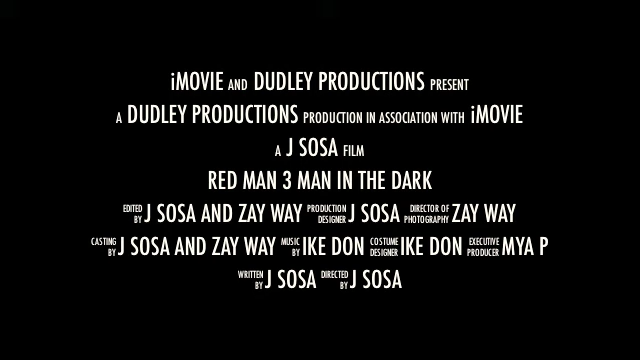 iMOVIE AND DUDLEY PRODUCTIONS PRESENT
A DUDLEY PRODUCTIONS PRODUCTION IN ASSOCIATION WITH iMOVIE
A J SOSA FILM
RED MAN 3 MAN IN THE DARK
EDITED BY J SOSA AND ZAY WAY PRODUCTION DESIGNER J SOSA DIRECTOR OF PHOTOGRAPHY ZAY WAY
CASTING BY J SOSA AND ZAY WAY MUSIC BY IKE DON COSTUME DESIGNER IKE DON EXECUTIVE PRODUCER MYA P
WRITTEN BY J SOSA DIRECTED BY J SOSA